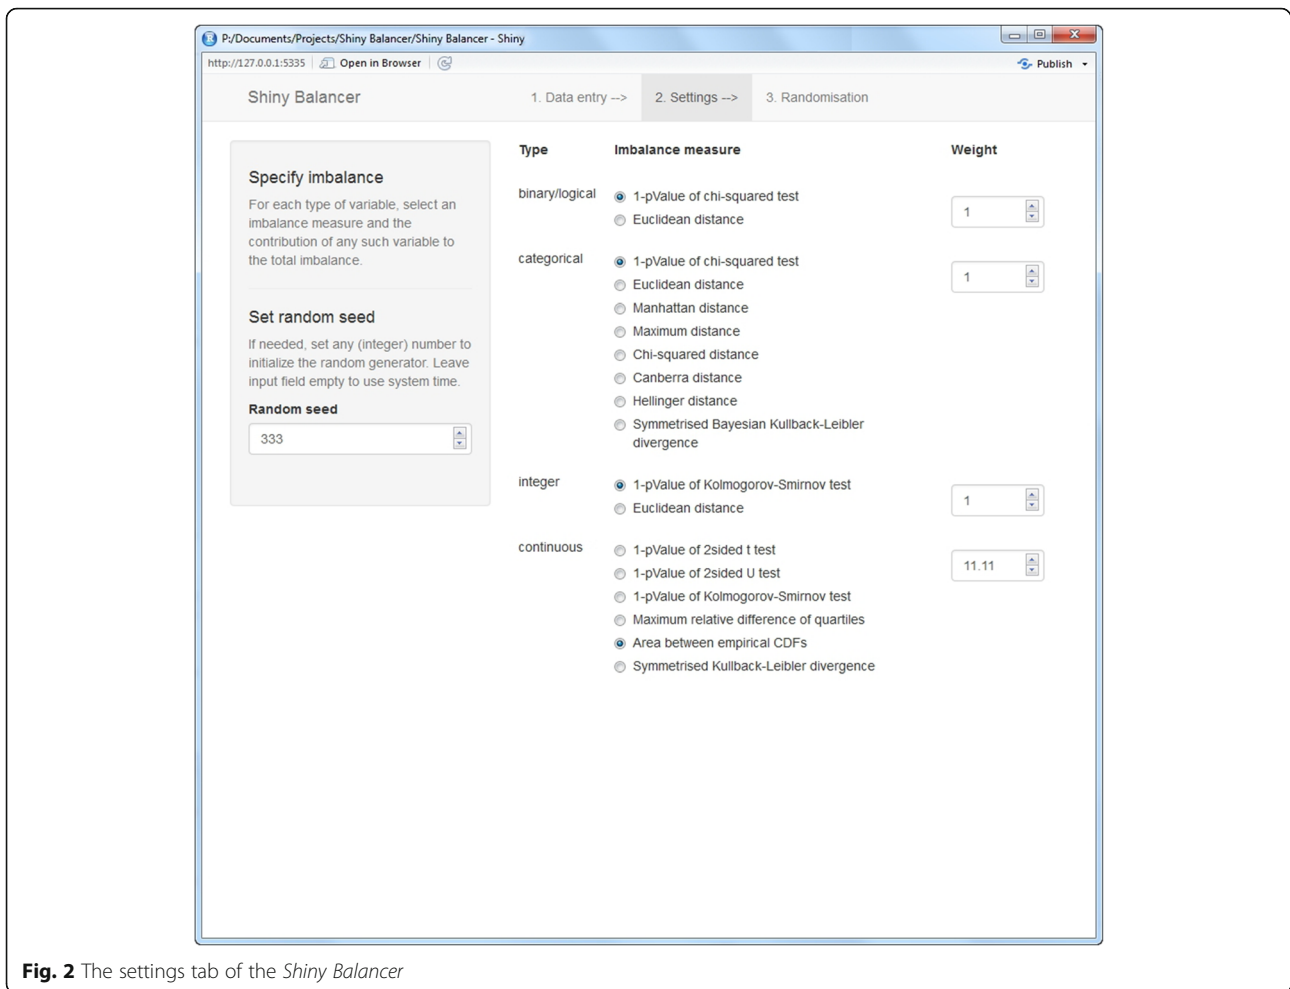 P:/Documents/Projects/Shiny Balancer/Shiny Balancer - Shiny
http://127.0.0.1:5335 Open in Browser Publish
Shiny Balancer
1. Data entry --> 2. Settings --> 3. Randomisation
Specify imbalance
For each type of variable, select an
imbalance measure and the
contribution of any such variable to
the total imbalance.
Set random seed
If needed, set any (integer) number to
initialize the random generator. Leave
input field empty to use system time.
Random seed
333
Type Imbalance measure Weight
binary/logical 1-pValue of chi-squared test 1
Euclidean distance
categorical 1-pValue of chi-squared test 1
Euclidean distance
Manhattan distance
Maximum distance
Chi-squared distance
Canberra distance
Hellinger distance
Symmetrised Bayesian Kullback-Leibler
divergence
integer 1-pValue of Kolmogorov-Smirnov test 1
Euclidean distance
continuous 1-pValue of 2sided t test 11.11
1-pValue of 2sided U test
1-pValue of Kolmogorov-Smirnov test
Maximum relative difference of quartiles
Area between empirical CDFs
Symmetrised Kullback-Leibler divergence
Fig. 2 The settings tab of the Shiny Balancer